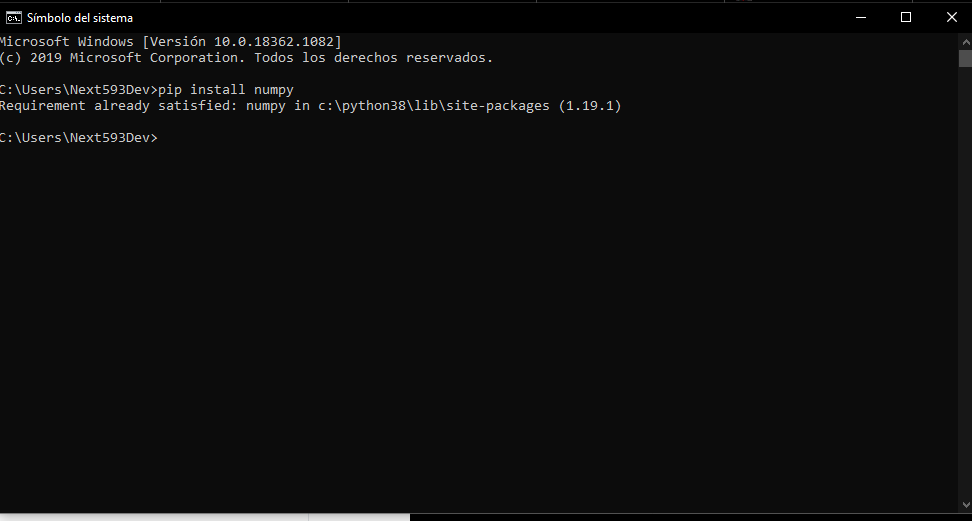 Símbolo del sistema
Microsoft Windows [Versión 10.0.18362.1082]
(c) 2019 Microsoft Corporation. Todos los derechos reservados.
C:\Users\Next593Dev>pip install numpy
Requirement already satisfied: numpy in c:\python38\lib\site-packages (1.19.1)
C:\Users\Next593Dev>